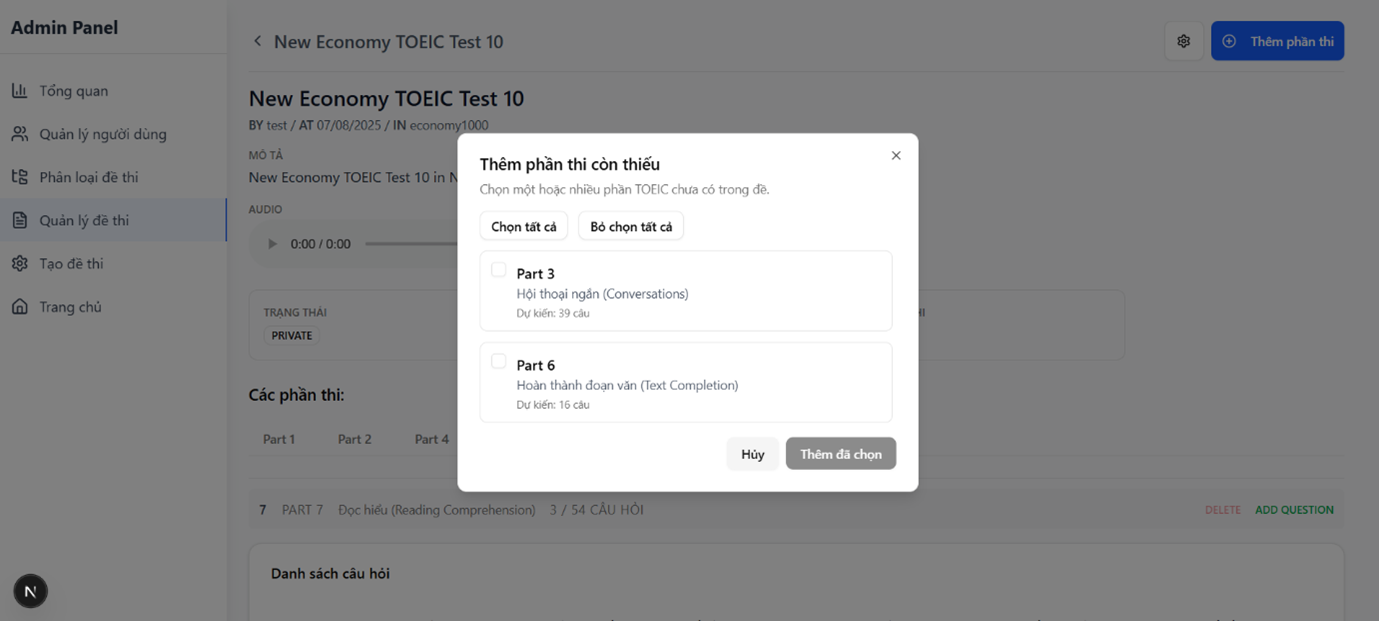 Admin Panel
Tổng quan
Quản lý người dùng
Phân loại đề thi
Quản lý đề thi
Tạo đề thi
Trang chủ
N
New Economy TOEIC Test 10
Thêm phần thi
New Economy TOEIC Test 10
BY test / AT 07/08/2025 / IN economy1000
MÔ TẢ
New Economy TOEIC Test 10 in
AUDIO
0:00 / 0:00
TRẠNG THÁI
PRIVATE
Các phần thi:
Part 1 Part 2 Part 4
7 PART 7 Đọc hiểu (Reading Comprehension) 3 / 54 CÂU HỎI DELETE ADD QUESTION
Danh sách câu hỏi
Thêm phần thi còn thiếu
Chọn một hoặc nhiều phần TOEIC chưa có trong đề.
Chọn tất cả Bỏ chọn tất cả
Part 3
Hội thoại ngắn (Conversations)
Dự kiến: 39 câu
Part 6
Hoàn thành đoạn văn (Text Completion)
Dự kiến: 16 câu
Hủy Thêm đã chọn